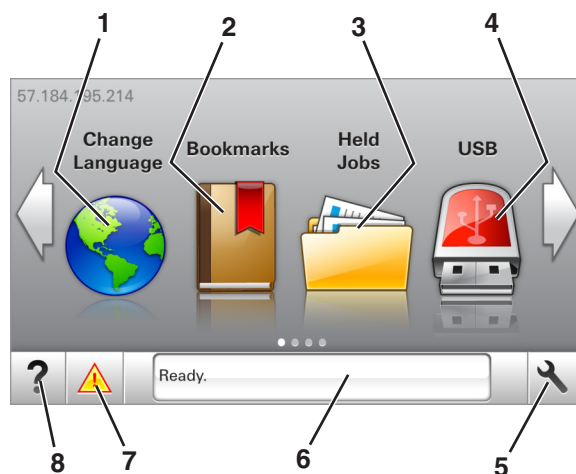 1 2 3 4
57.184.195.214
Change Language
Bookmarks
Held Jobs
USB
?
Ready.
8 7 6 5